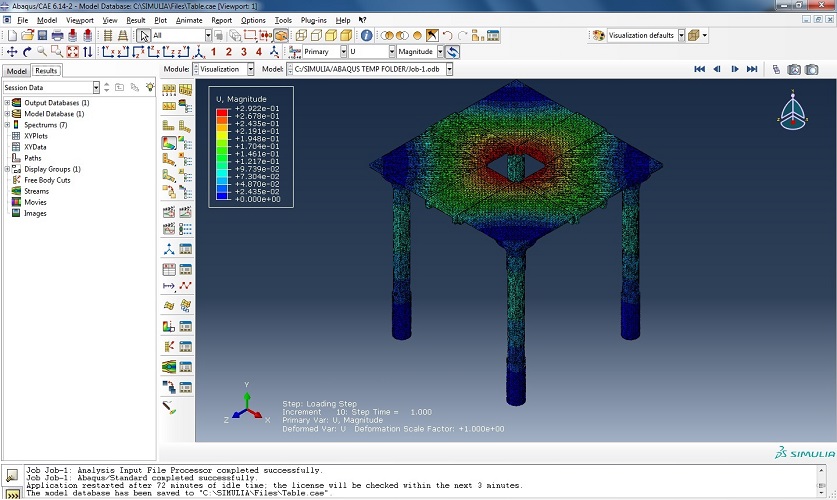 Abaqus/CAE 6.14-2 - Model Database: C:\SIMULIA\Files\Table.cae [Viewport: 1]
File Model Viewport View Result Plot Animate Report Options Tools Plug-ins Help
All
Visualization defaults
1 2 3 4
Primary U Magnitude
Model Results
Module: Visualization Model: C:/SIMULIA/ABAQUS TEMP FOLDER/Job-1.odb
Session Data
Output Databases (1)
Model Database (1)
Spectrums (7)
XYPlots
XYData
Paths
Display Groups (1)
Free Body Cuts
Streams
Movies
Images
U, Magnitude
+2.922e-01
+2.678e-01
+2.435e-01
+2.191e-01
+1.948e-01
+1.704e-01
+1.461e-01
+1.217e-01
+9.739e-02
+7.304e-02
+4.870e-02
+2.435e-02
+0.000e+00
Y
Z X
Step: Loading Step
Increment 10: Step Time = 1.000
Primary Var: U, Magnitude
Deformed Var: U Deformation Scale Factor: +1.000e+00
SIMULIA
Job Job-1: Analysis Input File Processor completed successfully.
Job Job-1: Abaqus/Standard completed successfully.
Application restarted after 72 minutes of idle time; the license will be checked within the next 3 minutes.
The model database has been saved to "C:\SIMULIA\Files\Table.cae".